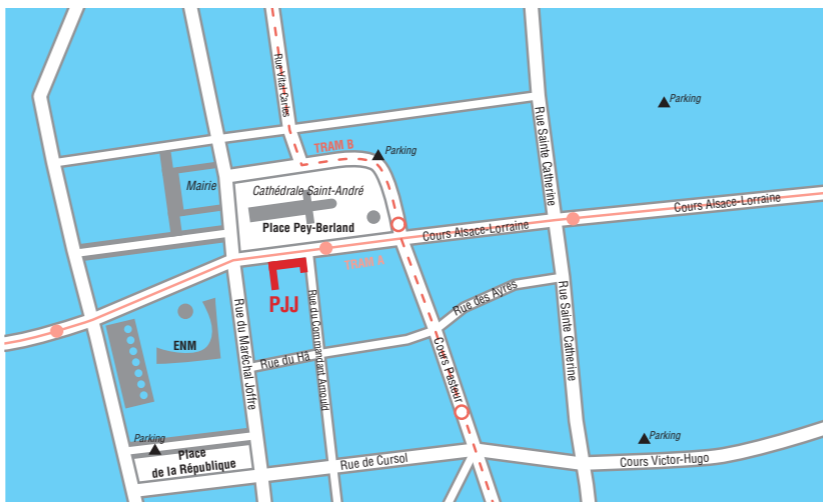 Rue Vital Carles
Parking
TRAM B
Parking
Rue Sainte Catherine
Mairie
Cathédrale Saint-André
Place Pey-Berland
Cours Alsace-Lorraine
Cours Alsace-Lorraine
TRAM A
PJJ
Rue du Commandant Arnould
Rue des Ayres
Rue Sainte Catherine
Rue du Maréchal Joffre
ENM
Rue du Hâ
Cours Pasteur
Parking
Place
de la République
Rue de Cursol
Parking
Cours Victor-Hugo